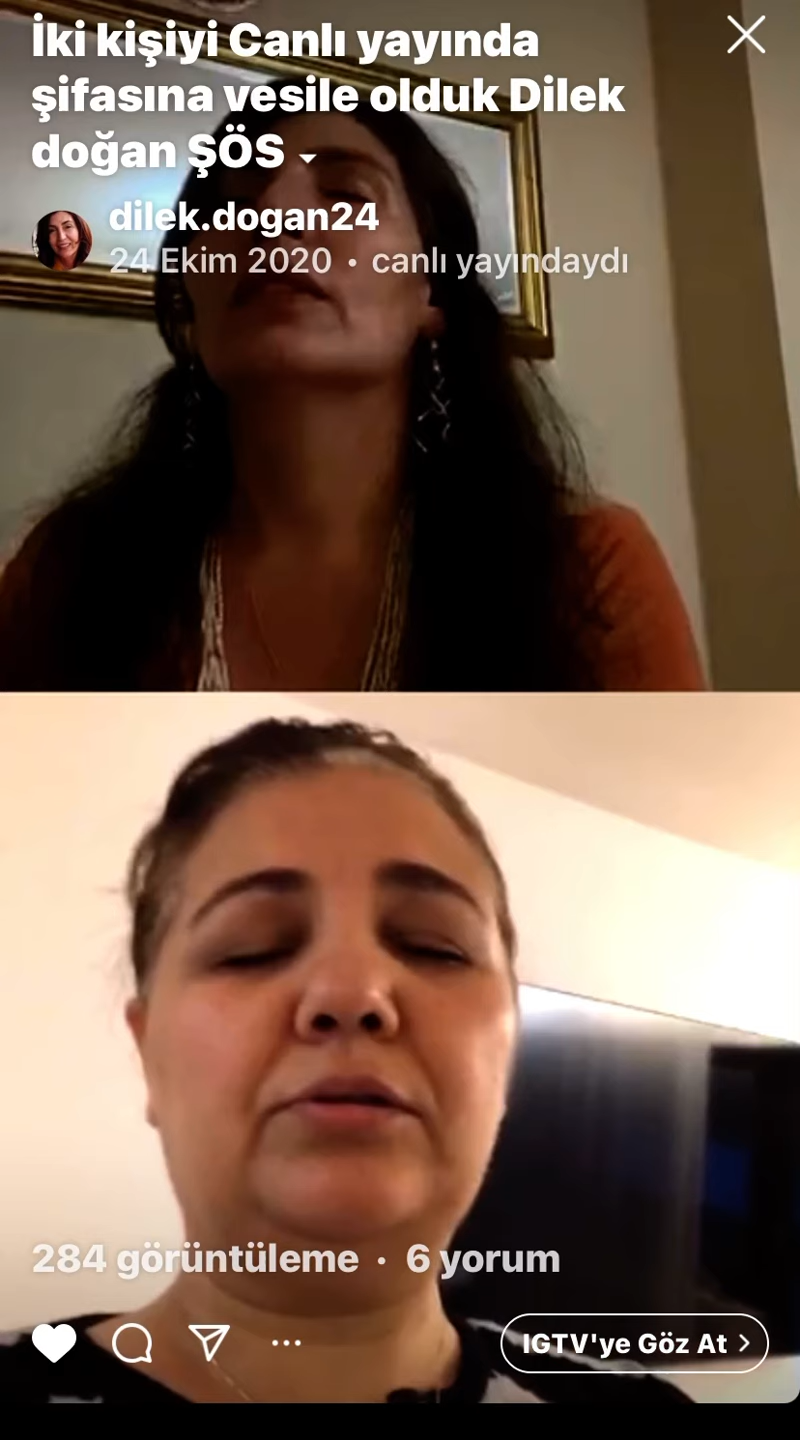 İki kişiyi Canlı yayında
şifasına vesile olduk Dilek
doğan ŞÖS
dilek.dogan24
24 Ekim 2020 • canlı yayındaydı
284 görüntüleme • 6 yorum
IGTV'ye Göz At